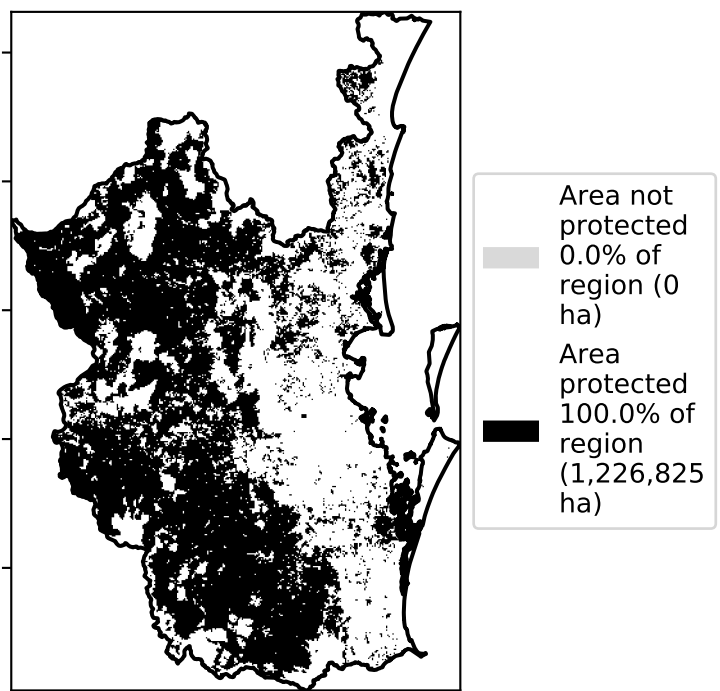 Area not
protected
0.0% of
region (0
ha)
Area
protected
100.0% of
region
(1,226,825
ha)